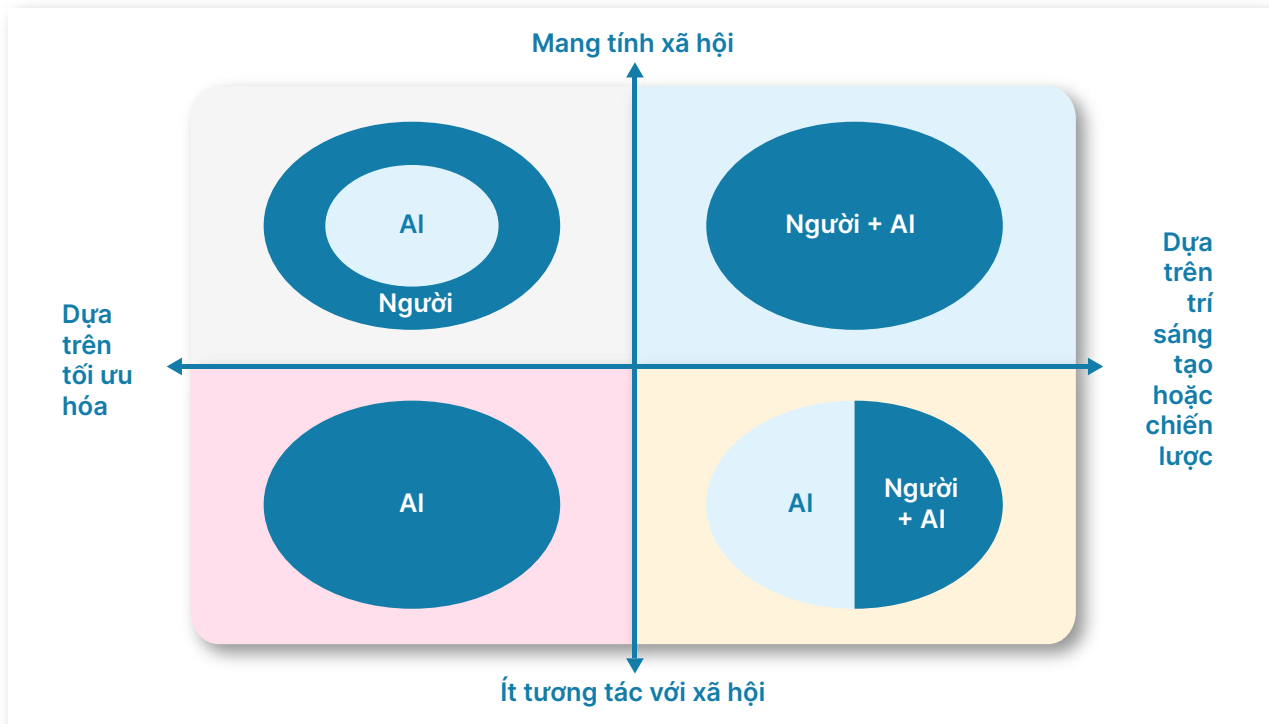 Mang tính xã hội
AI
Người
Người + AI
Dựa
trên
tối ưu
hóa
Dựa
trên
trí
sáng
tạo
hoặc
chiến
lược
AI
AI
Người
+ AI
Ít tương tác với xã hội